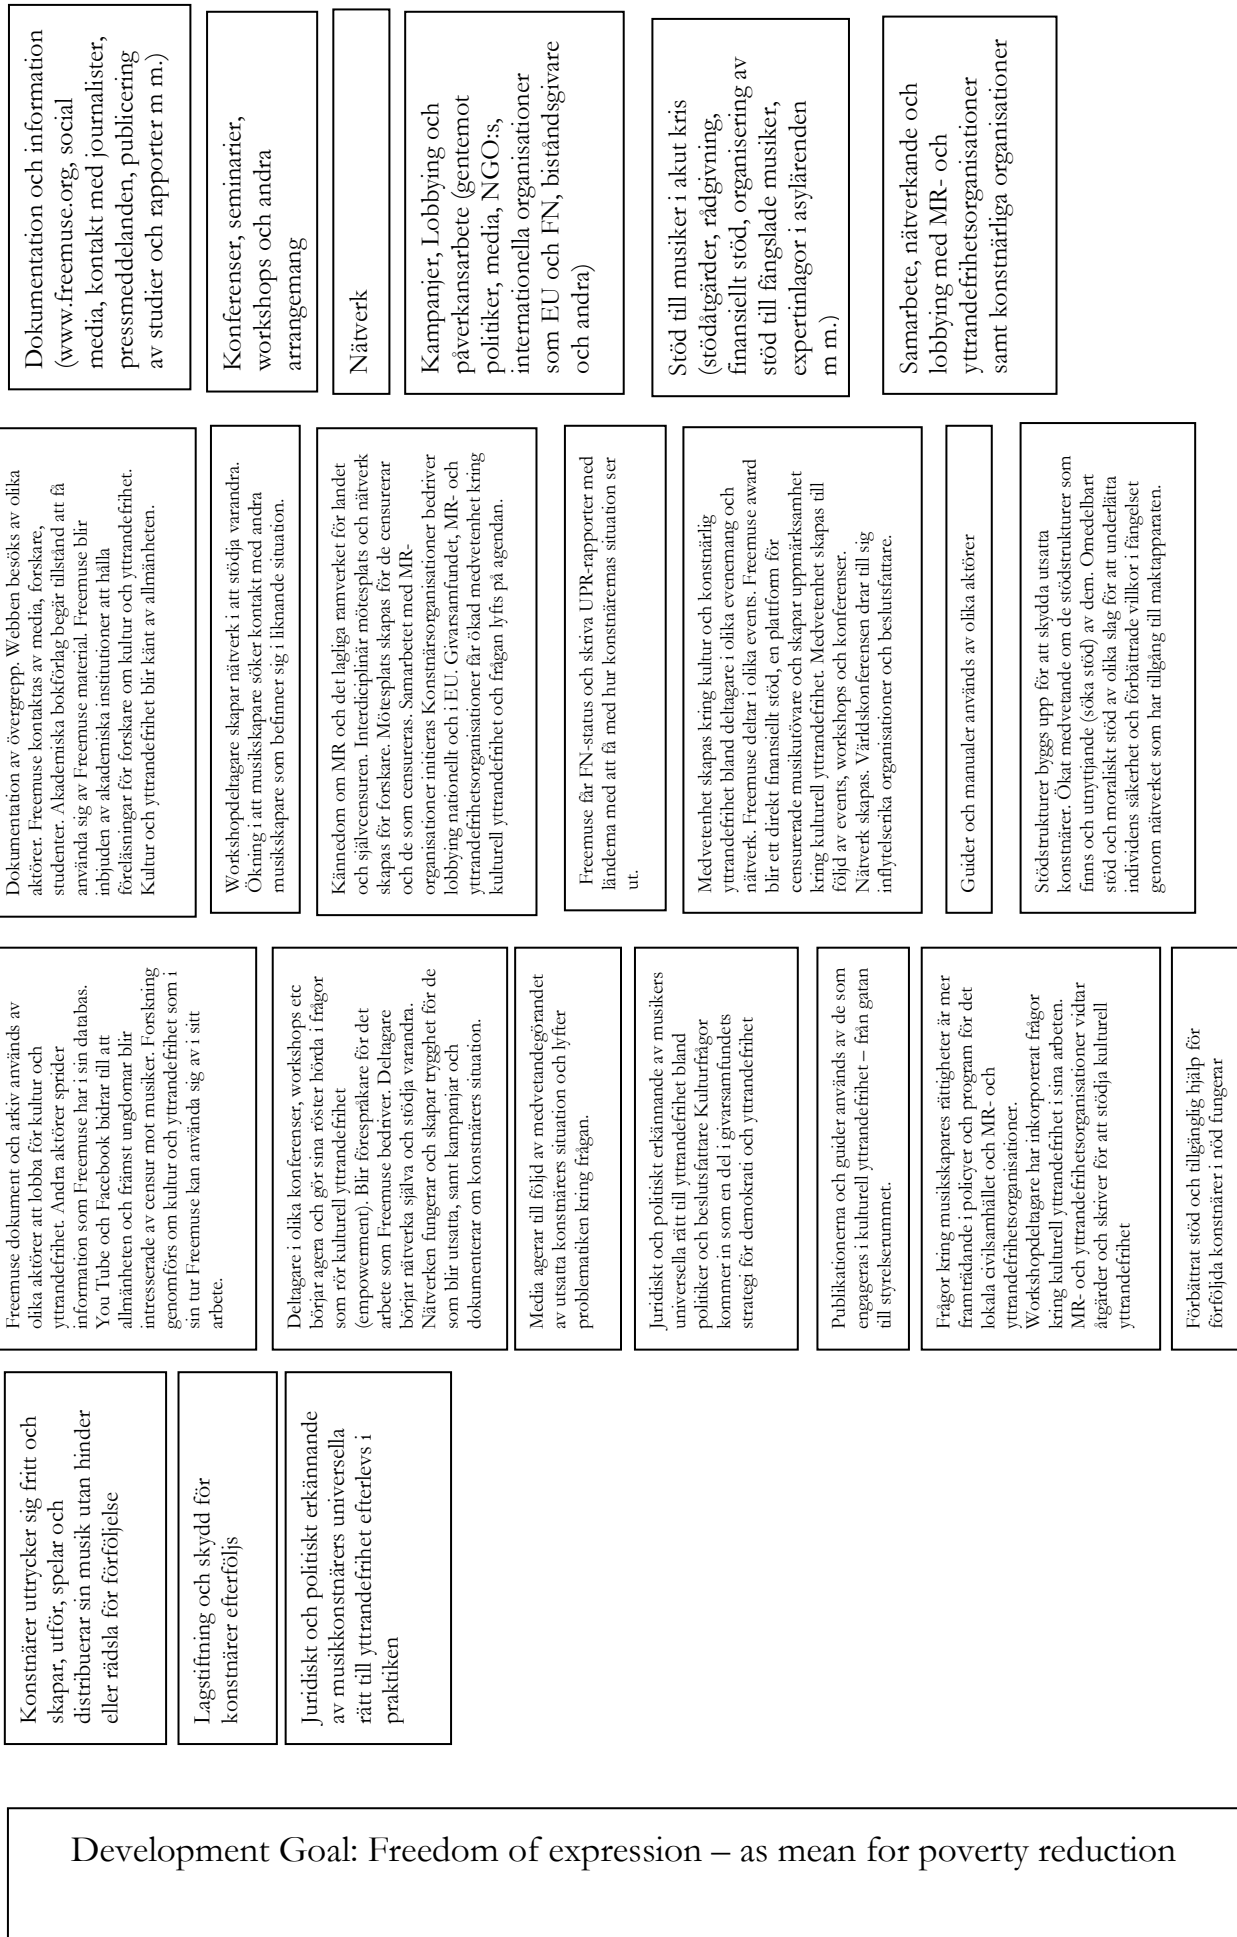 Dokumentation och information
(www.freemuse.org, social
media, kontakt med journalister,
pressmeddelanden, publicering
av studier och rapporter m m.)
Konferenser, seminarier,
workshops och andra
arrangemang
Nätverk
Kampanjer, Lobbying och
påverkansarbete (gentemot
politiker, media, NGO:s,
internationella organisationer
som EU och FN, biståndsgivare
och andra)
Stöd till musiker i akut kris
(stödåtgärder, rådgivning,
finansiellt stöd, organisering av
stöd till fängslade musiker,
expertinlagor i asylärenden
m m.)
Samarbete, nätverkande och
lobbying med MR- och
yttrandefrihetsorganisationer
samt konstnärliga organisationer
Dokumentation av övergrepp. Webben besöks av olika
aktörer. Freemuse kontaktas av media, forskare,
studenter. Akademiska bokförlag begär tillstånd att få
använda sig av Freemuse material. Freemuse blir
inbjuden av akademiska institutioner att hålla
föreläsningar för forskare om kultur och yttrandefrihet.
Kultur och yttrandefrihet blir känt av allmänheten.
Workshopdeltagare skapar nätverk i att stödja varandra.
Ökning i att musikskapare söker kontakt med andra
musikskapare som befinner sig i liknande situation.
Kännedom om MR och det lagliga ramverket för landet
och självcensuren. Interdiciplinär mötesplats och nätverk
skapas för forskare. Mötesplats skapas för de censurerar
och de som censureras. Samarbetet med MR-
organisationer initieras Konstnärsorganisationer bedriver
lobbying nationellt och i EU. Givarsamfundet, MR- och
yttrandefrihetsorganisationer får ökad medvetenhet kring
kulturell yttrandefrihet och frågan lyfts på agendan.
Freemuse får FN-status och skriva UPR-rapporter med
länderna med att få med hur konstnärernas situation ser
ut.
Medvetenhet skapas kring kultur och konstnärlig
yttrandefrihet bland deltagare i olika evenemang och
nätverk. Freemuse deltar i olika events. Freemuse award
blir ett direkt finansiellt stöd, en plattform för
censurerade musikutövare och skapar uppmärksamhet
kring kulturell yttrandefrihet. Medvetenhet skapas till
följd av events, workshops och konferenser.
Nätverk skapas. Världskonferensen drar till sig
inflytelserika organisationer och beslutsfattare.
Guider och manualer används av olika aktörer
Stödstrukturer byggs upp för att skydda utsatta
konstnärer. Ökat medvetande om de stödstrukturer som
finns och utnyttjande (söka stöd) av dem. Omedelbart
stöd och moraliskt stöd av olika slag för att underlätta
individens säkerhet och förbättrade villkor i fängelset
genom nätverket som har tillgång till maktapparaten.
Freemuse dokument och arkiv används av
olika aktörer att lobba för kultur och
yttrandefrihet. Andra aktörer sprider
information som Freemuse har i sin databas.
You Tube och Facebook bidrar till att
allmänheten och främst ungdomar blir
intresserade av censur mot musiker. Forskning
genomförs om kultur och yttrandefrihet som i
sin tur Freemuse kan använda sig av i sitt
arbete.
Deltagare i olika konferenser, workshops etc
börjar agera och gör sina röster hörda i frågor
som rör kulturell yttrandefrihet
(empowerment). Blir förespråkare för det
arbete som Freemuse bedriver. Deltagare
börjar nätverka själva och stödja varandra.
Nätverken fungerar och skapar trygghet för de
som blir utsatta, samt kampanjar och
dokumenterar om konstnärers situation.
Media agerar till följd av medvetandegörandet
av utsatta konstnärers situation och lyfter
problematiken kring frågan.
Juridiskt och politiskt erkännande av musikers
universella rätt till yttrandefrihet bland
politiker och beslutsfattare Kulturfrågor
kommer in som en del i givarsamfundets
strategi för demokrati och yttrandefrihet
Publikationerna och guider används av de som
engageras i kulturell yttrandefrihet – från gatan
till styrelserummet.
Frågor kring musikskapares rättigheter är mer
framträdande i policyer och program för det
lokala civilsamhället och MR- och
yttrandefrihetsorganisationer.
Workshopdeltagare har inkorporerat frågor
kring kulturell yttrandefrihet i sina arbeten.
MR- och yttrandefrihetsorganisationer vidtar
åtgärder och skriver för att stödja kulturell
yttrandefrihet
Förbättrat stöd och tillgänglig hjälp för
förföljda konstnärer i nöd fungerar
Konstnärer uttrycker sig fritt och
skapar, utför, spelar och
distribuerar sin musik utan hinder
eller rädsla för förföljelse
Lagstiftning och skydd för
konstnärer efterföljs
Juridiskt och politiskt erkännande
av musikkonstnärers universella
rätt till yttrandefrihet efterlevs i
praktiken
Development Goal: Freedom of expression – as mean for poverty reduction